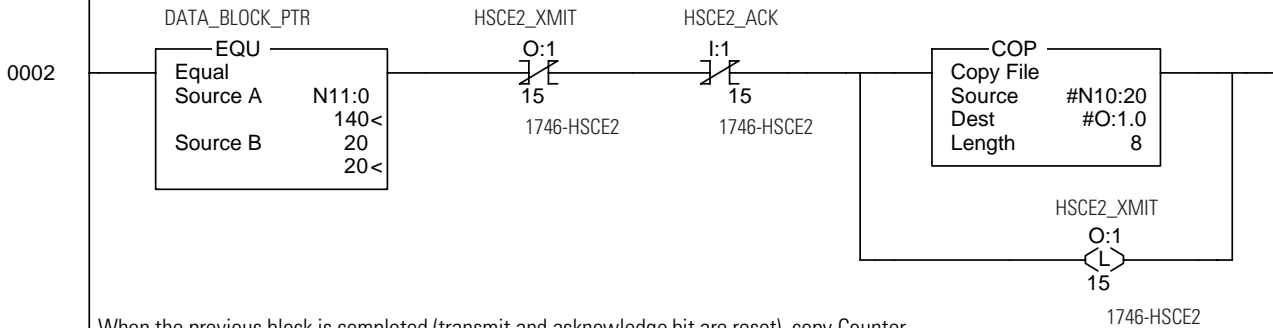 DATA_BLOCK_PTR HSCE2_XMIT HSCE2_ACK
EQU O:1 I:1 COP
0002 Equal Copy File
Source A N11:0 15 15 Source #N10:20
140< Dest #O:1.0
Source B 20 1746-HSCE2 1746-HSCE2 Length 8
20<
HSCE2_XMIT
O:1
L
15
1746-HSCE2
When the previous block is completed (transmit and acknowledge bit are reset), copy Counter